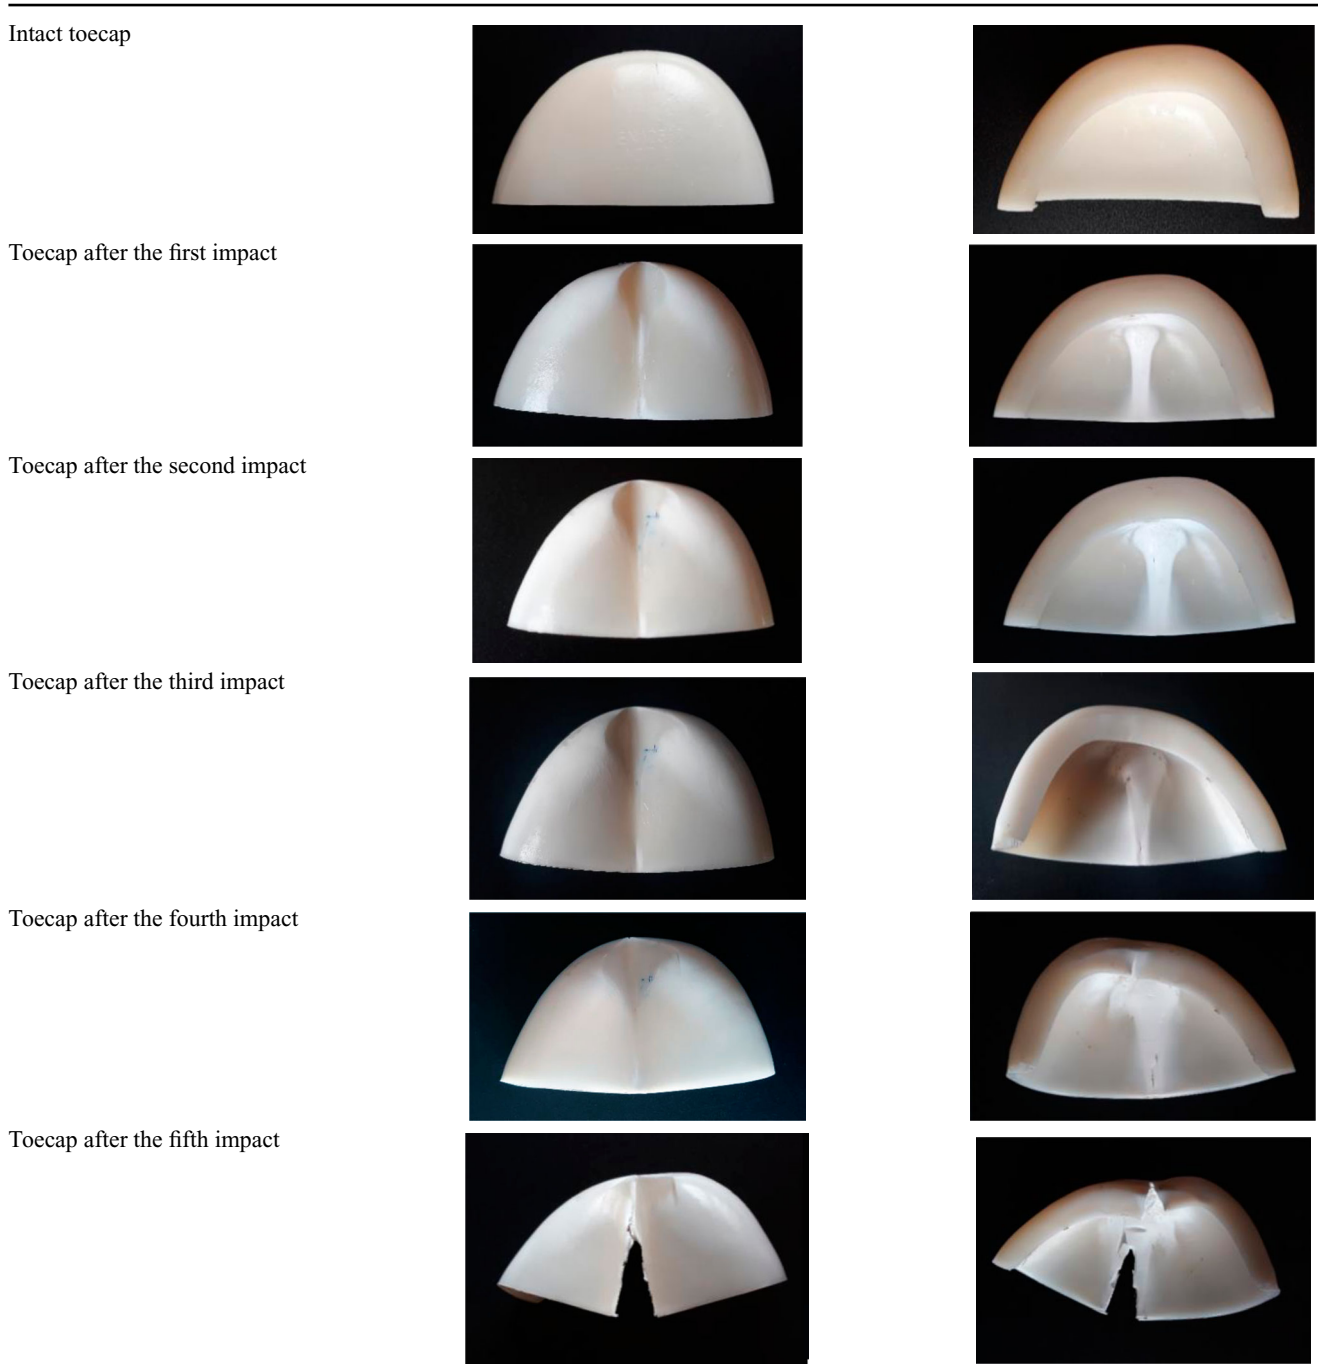 Intact toecap
Toecap after the first impact
Toecap after the second impact
Toecap after the third impact
Toecap after the fourth impact
Toecap after the fifth impact